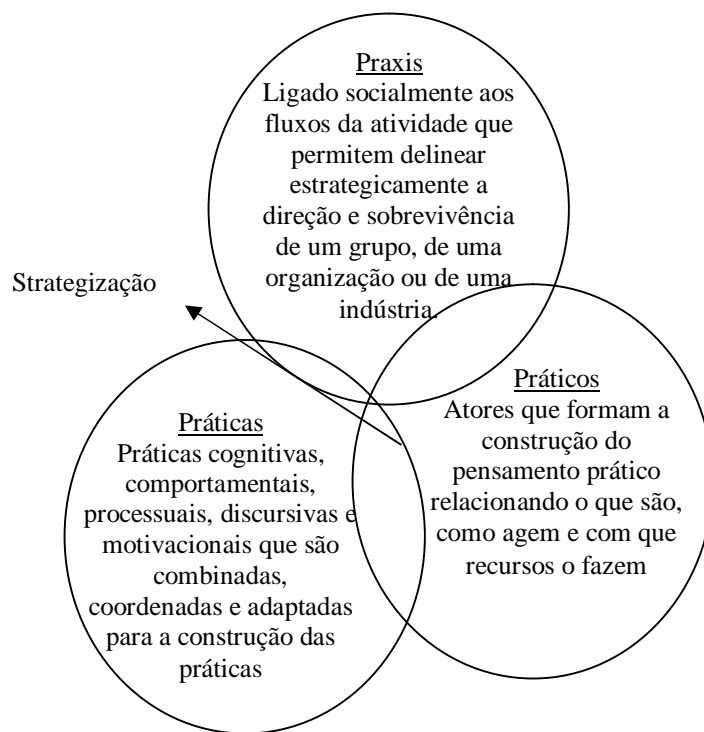 Praxis
Ligado socialmente aos
fluxos da atividade que
permitem delinear
estrategicamente a
direção e sobrevivência
de um grupo, de uma
organização ou de uma
indústria.
Strategização
Práticos
Atores que formam a
construção do
pensamento prático
relacionando o que são,
como agem e com que
recursos o fazem
Práticas
Práticas cognitivas,
comportamentais,
processuais, discursivas e
motivacionais que são
combinadas,
coordenadas e adaptadas
para a construção das
práticas